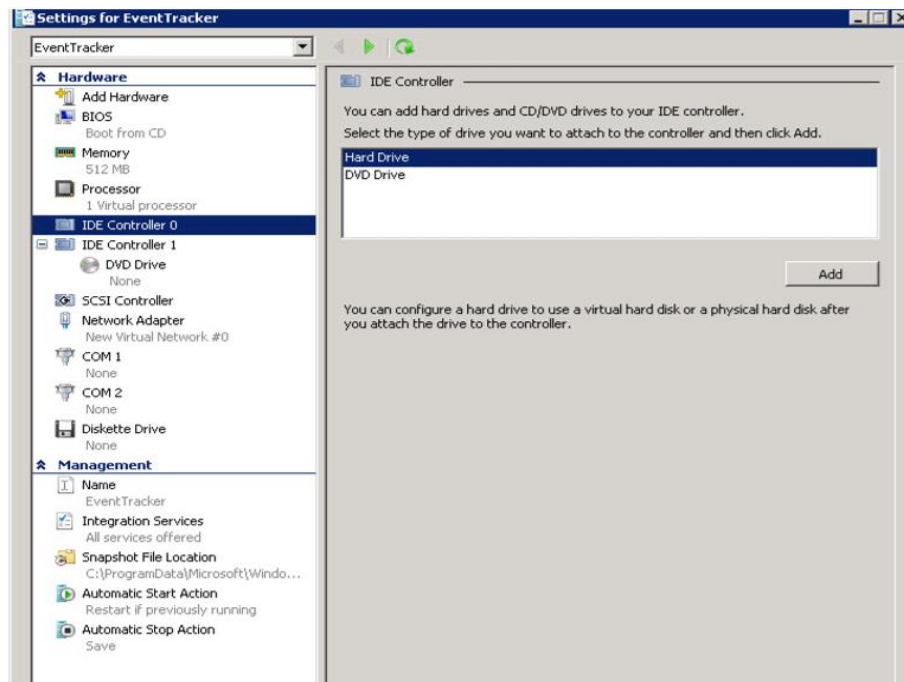 Settings for EventTracker
EventTracker
Hardware
Add Hardware
BIOS
Boot from CD
Memory
512 MB
Processor
1 Virtual processor
IDE Controller 0
IDE Controller 1
DVD Drive
None
SCSI Controller
Network Adapter
New Virtual Network #0
COM 1
None
COM 2
None
Diskette Drive
None
Management
Name
EventTracker
Integration Services
All services offered
Snapshot File Location
C:\ProgramData\Microsoft\Windo...
Automatic Start Action
Restart if previously running
Automatic Stop Action
Save
IDE Controller
You can add hard drives and CD/DVD drives to your IDE controller.
Select the type of drive you want to attach to the controller and then click Add.
Hard Drive
DVD Drive
Add
You can configure a hard drive to use a virtual hard disk or a physical hard disk after
you attach the drive to the controller.